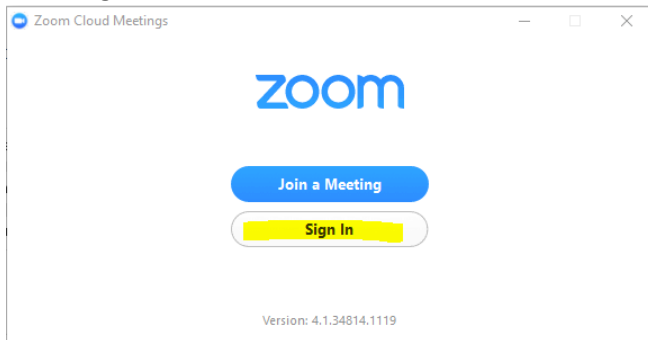 Zoom Cloud Meetings
zoom
Join a Meeting
Sign In
Version: 4.1.34814.1119